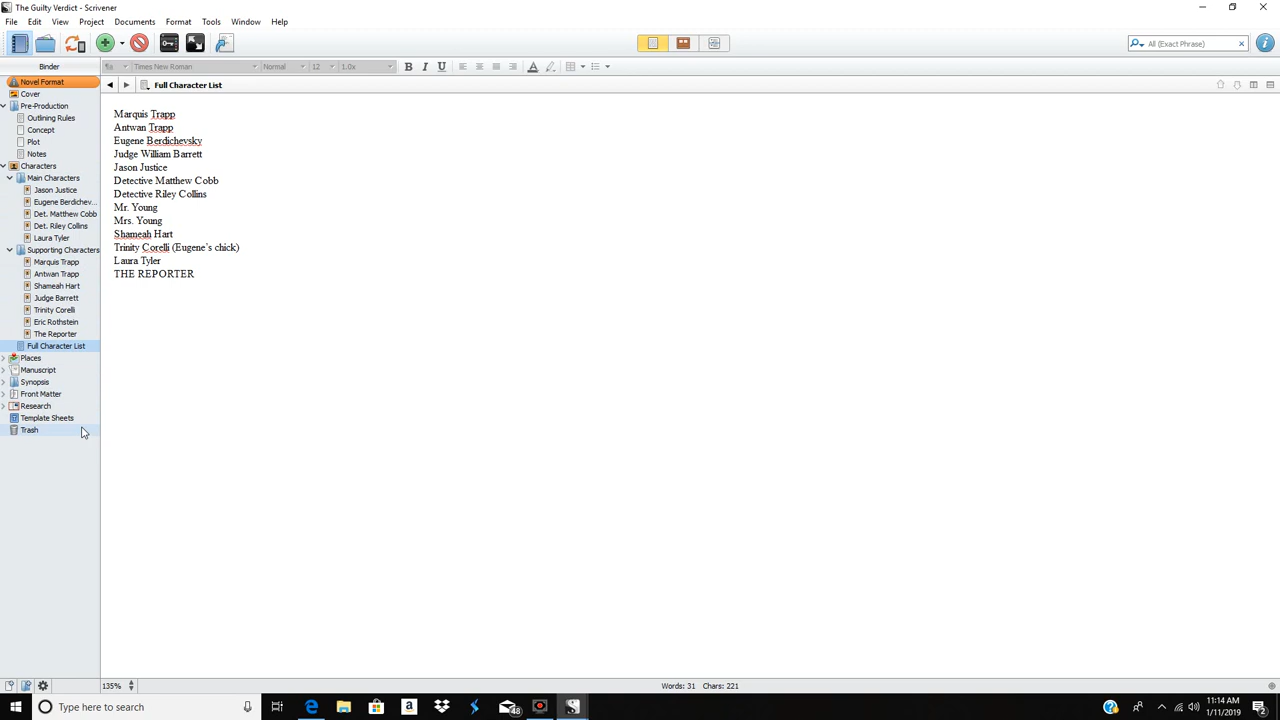 The Guilty Verdict - Scrivener
File Edit View Project Documents Format Tools Window Help
All (Exact Phrase)
Binder
Times New Roman Normal 12 1.0x B I U A
Novel Format
Cover
Pre-Production
Outlining Rules
Concept
Plot
Notes
Characters
Main Characters
Jason Justice
Eugene Berdichev...
Det. Matthew Cobb
Det. Riley Collins
Laura Tyler
Supporting Characters
Marquis Trapp
Antwan Trapp
Shameah Hart
Judge Barrett
Trinity Corelli
Eric Rothstein
The Reporter
Full Character List
Places
Manuscript
Synopsis
Front Matter
Research
Template Sheets
Trash
Full Character List
Marquis Trapp
Antwan Trapp
Eugene Berdichevsky
Judge William Barrett
Jason Justice
Detective Matthew Cobb
Detective Riley Collins
Mr. Young
Mrs. Young
Shameah Hart
Trinity Corelli (Eugene’s chick)
Laura Tyler
THE REPORTER
135% Words: 31 Chars: 221
Type here to search
48
11:14 AM
1/11/2019
2